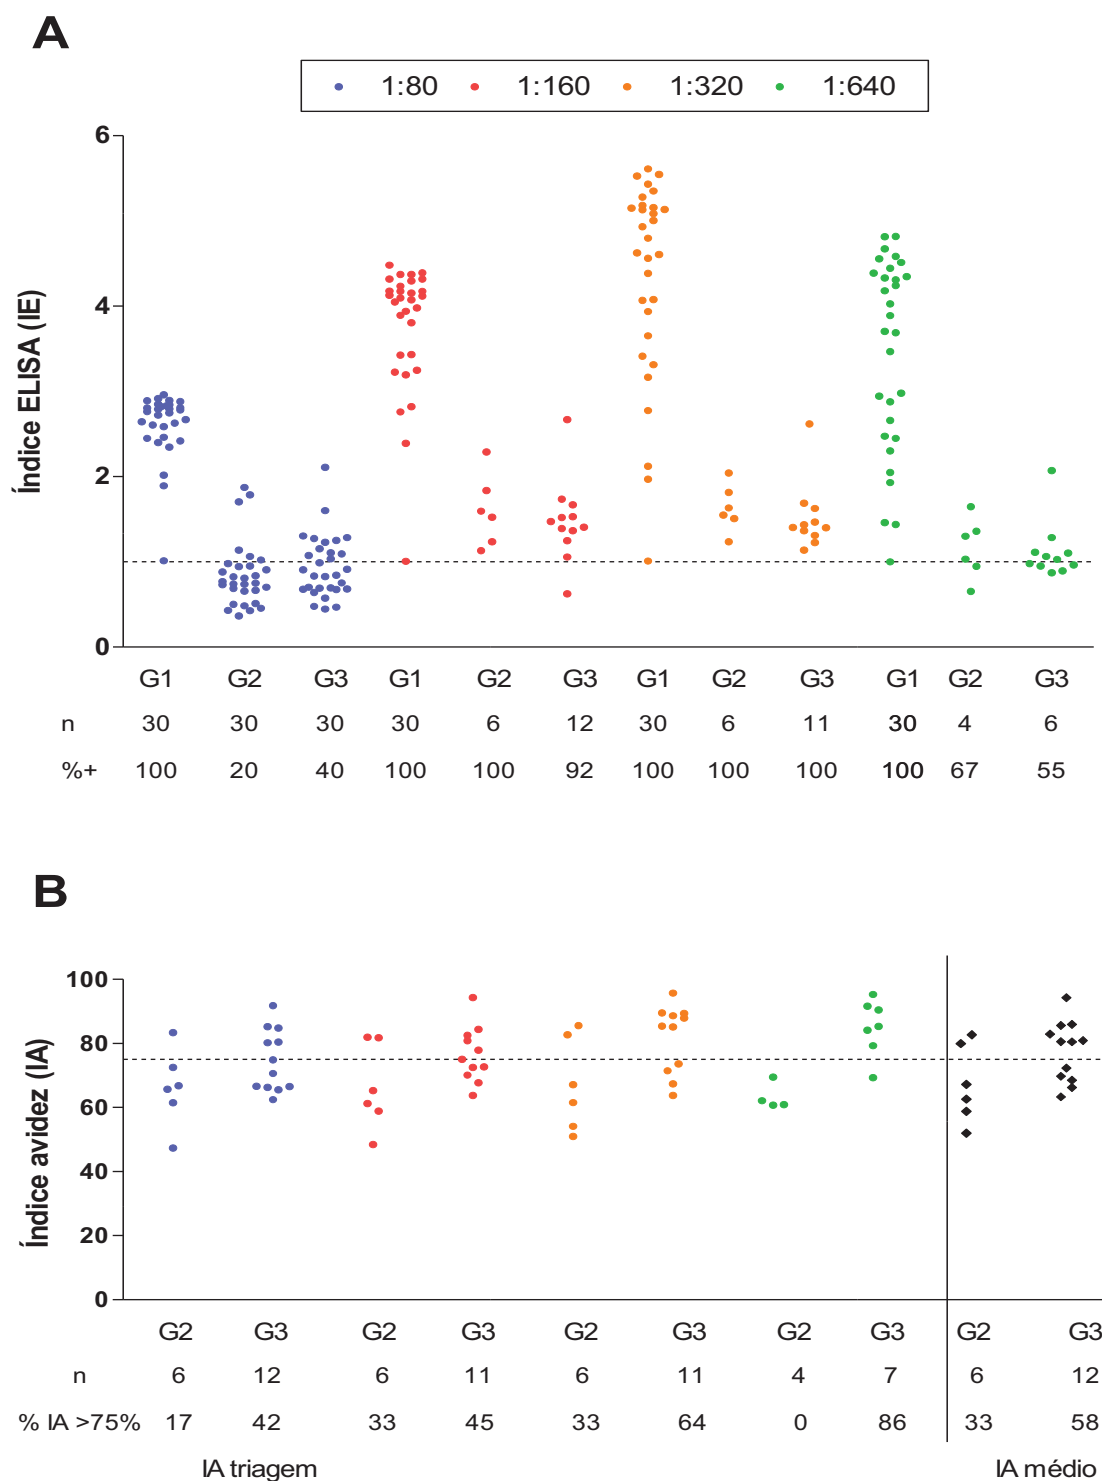 A
1:80 1:160 1:320 1:640
6
4
2
0
Índice ELISA (IE)
G1 G2 G3 G1 G2 G3 G1 G2 G3 G1 G2 G3
n 30 30 30 30 6 12 30 6 11 30 4 6
%+ 100 20 40 100 100 92 100 100 100 100 67 55
B
100
80
60
40
20
0
Índice avidez (IA)
G2 G3 G2 G3 G2 G3 G2 G3 G2 G3
n 6 12 6 11 6 11 4 7 6 12
% IA >75% 17 42 33 45 33 64 0 86 33 58
IA triagem IA médio